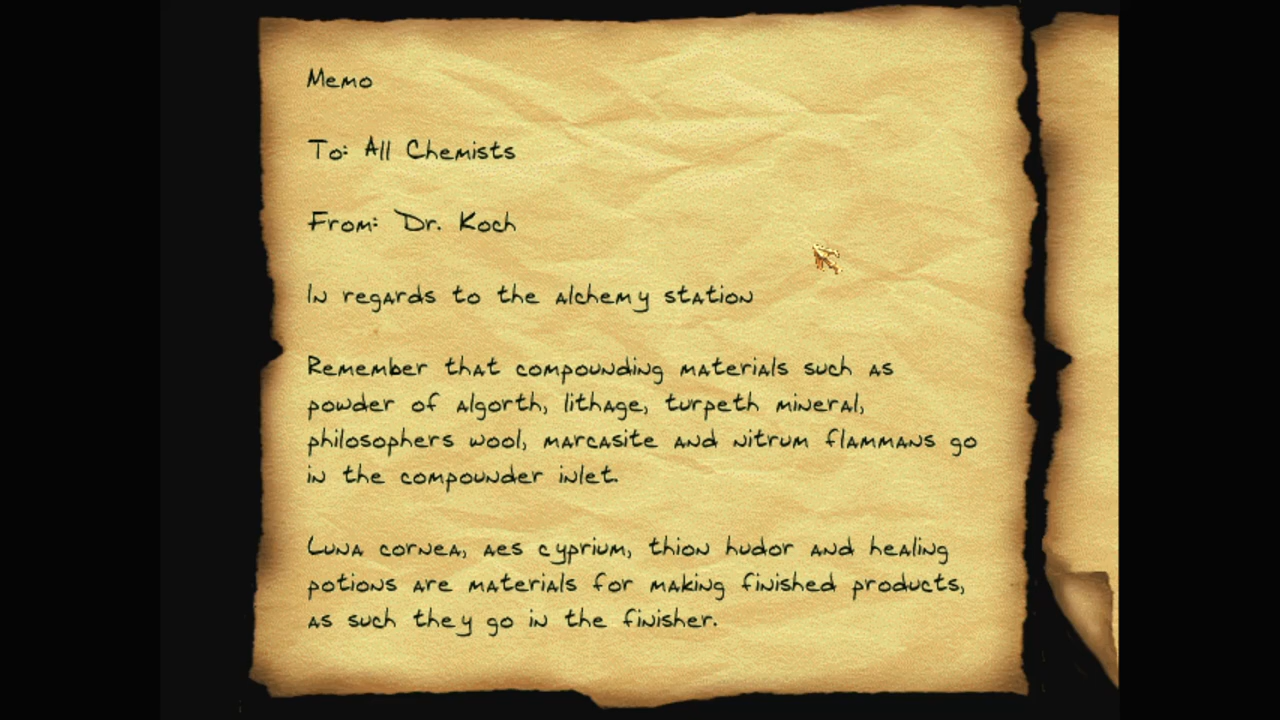 Memo
To: All Chemists
From: Dr. Koch
In regards to the alchemy station
Remember that compounding materials such as
powder of algorth, lithage, turpeth mineral,
philosophers wool, marcasite and nitrum flammans go
in the compounder inlet.
Luna cornea, aes cyprium, thion hudor and healing
potions are materials for making finished products,
as such they go in the finisher.